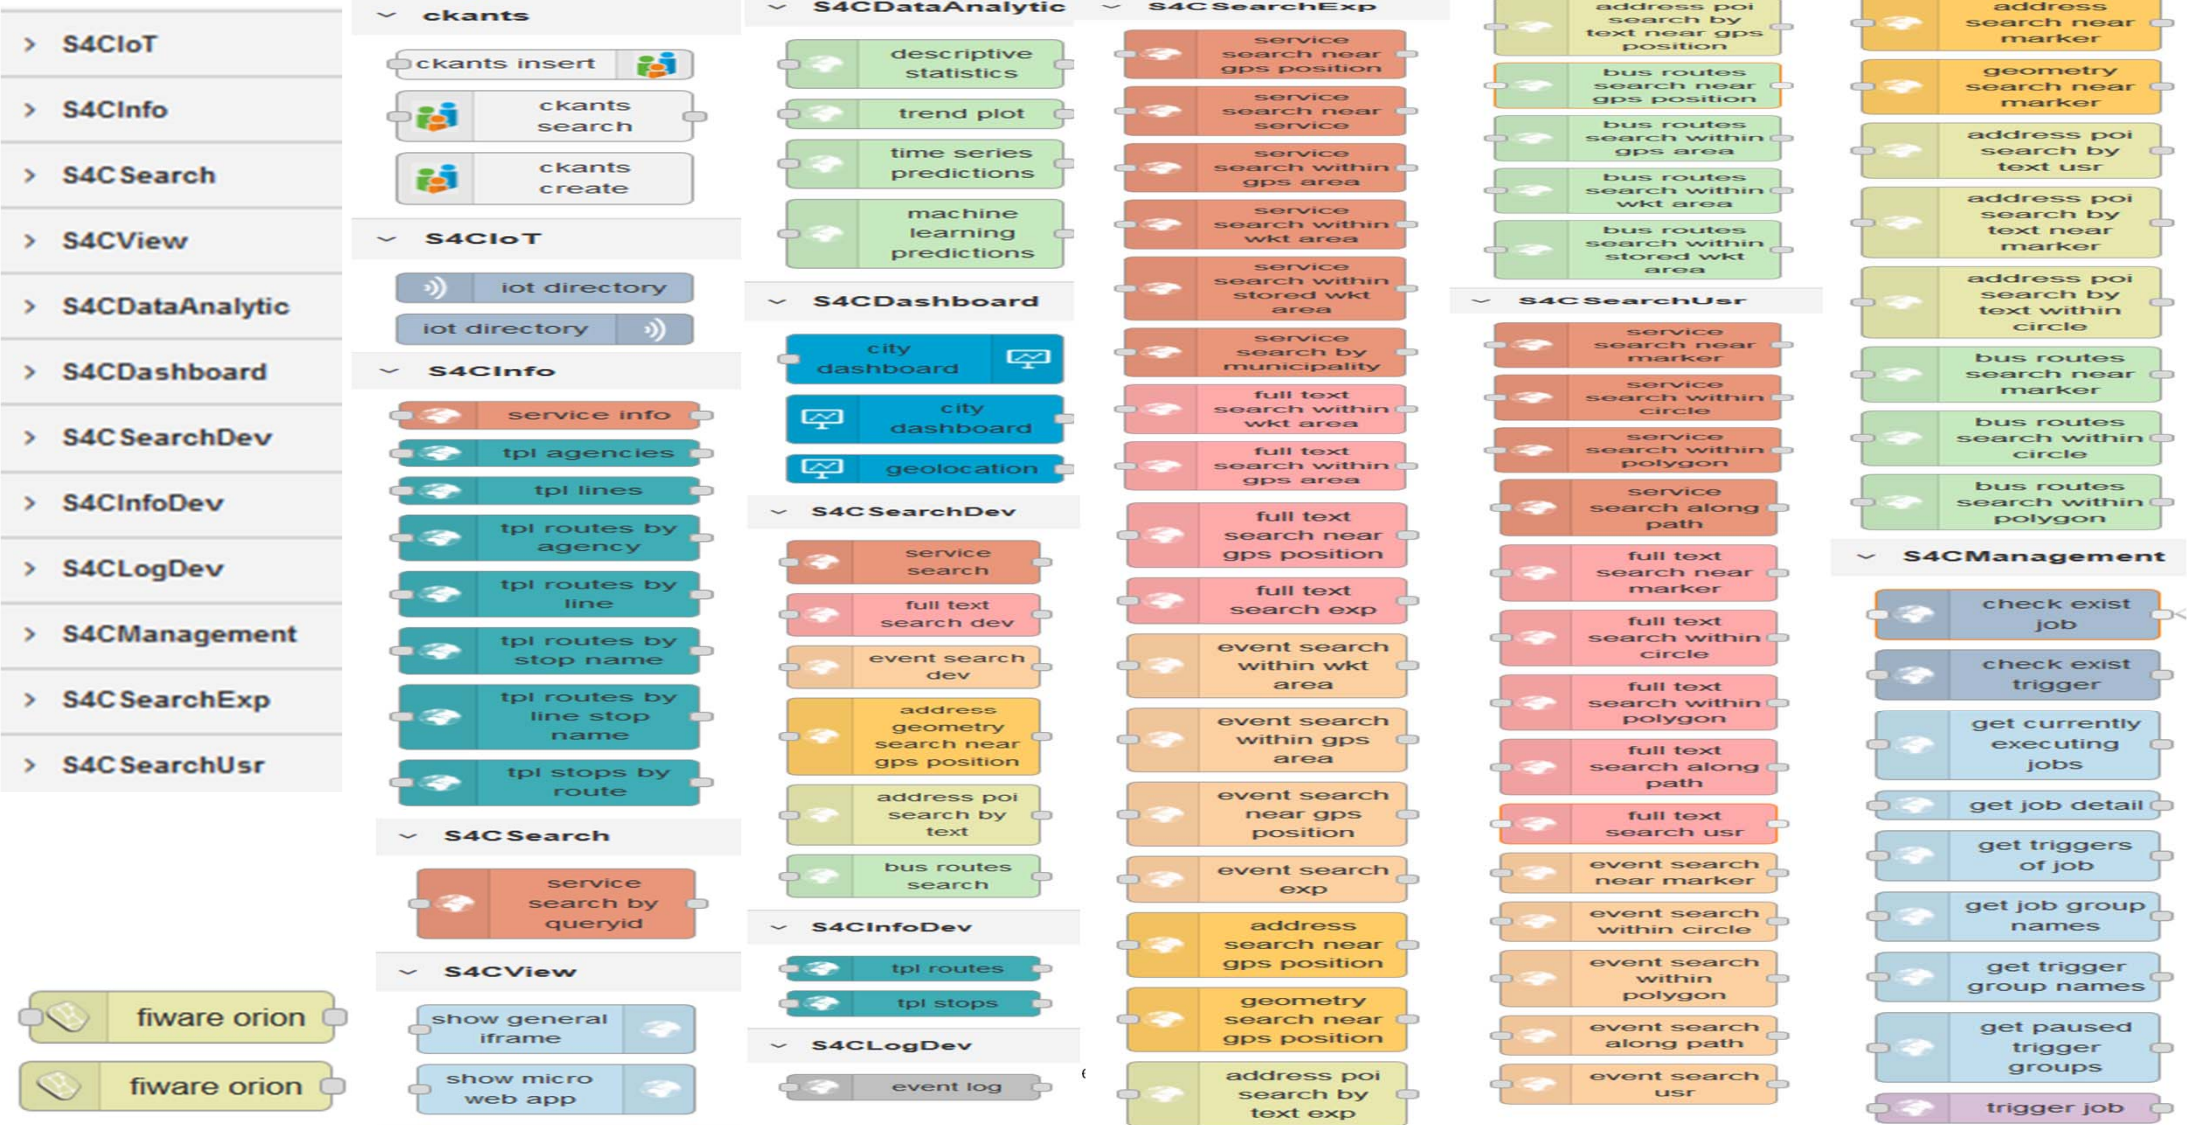 S4CIoT
S4CInfo
S4CSearch
S4CView
S4CDataAnalytic
S4CDashboard
S4CSearchDev
S4CInfoDev
S4CLogDev
S4CManagement
S4CSearchExp
S4CSearchUsr
fiware orion
fiware orion
ckants
ckants insert
ckants
search
ckants
create
S4CIoT
iot directory
iot directory
S4CInfo
service info
tpl agencies
tpl lines
tpl routes by
agency
tpl routes by
line
tpl routes by
stop name
tpl routes by
line stop
name
tpl stops by
route
S4CSearch
service
search by
queryid
S4CView
show general
iframe
show micro
web app
S4CDataAnalytic
descriptive
statistics
trend plot
time series
predictions
machine
learning
predictions
S4CDashboard
city
dashboard
city
dashboard
geolocation
S4CSearchDev
service
search
full text
search dev
event search
dev
address
geometry
search near
gps position
address poi
search by
text
bus routes
search
S4CInfoDev
tpl routes
tpl stops
S4CLogDev
event log
S4CSearchExp
service
search near
gps position
service
search near
service
service
search within
gps area
service
search within
wkt area
service
search within
stored wkt
area
service
search by
municipality
full text
search within
wkt area
full text
search within
gps area
full text
search near
gps position
full text
search exp
event search
within wkt
area
event search
within gps
area
event search
near gps
position
event search
exp
address
search near
gps position
geometry
search near
gps position
address poi
search by
text exp
address poi
search by
text near gps
position
bus routes
search near
gps position
bus routes
search within
gps area
bus routes
search within
wkt area
bus routes
search within
stored wkt
area
S4CSearchUsr
service
search near
marker
service
search within
circle
service
search within
polygon
service
search along
path
full text
search near
marker
full text
search within
circle
full text
search within
polygon
full text
search along
path
full text
search usr
event search
near marker
event search
within circle
event search
within
polygon
event search
along path
event search
usr
address
search near
marker
geometry
search near
marker
address poi
search by
text usr
address poi
search by
text near
marker
address poi
search by
text within
circle
bus routes
search near
marker
bus routes
search within
circle
bus routes
search within
polygon
S4CManagement
check exist
job
check exist
trigger
get currently
executing
jobs
get job detail
get triggers
of job
get job group
names
get trigger
group names
get paused
trigger
groups
trigger job